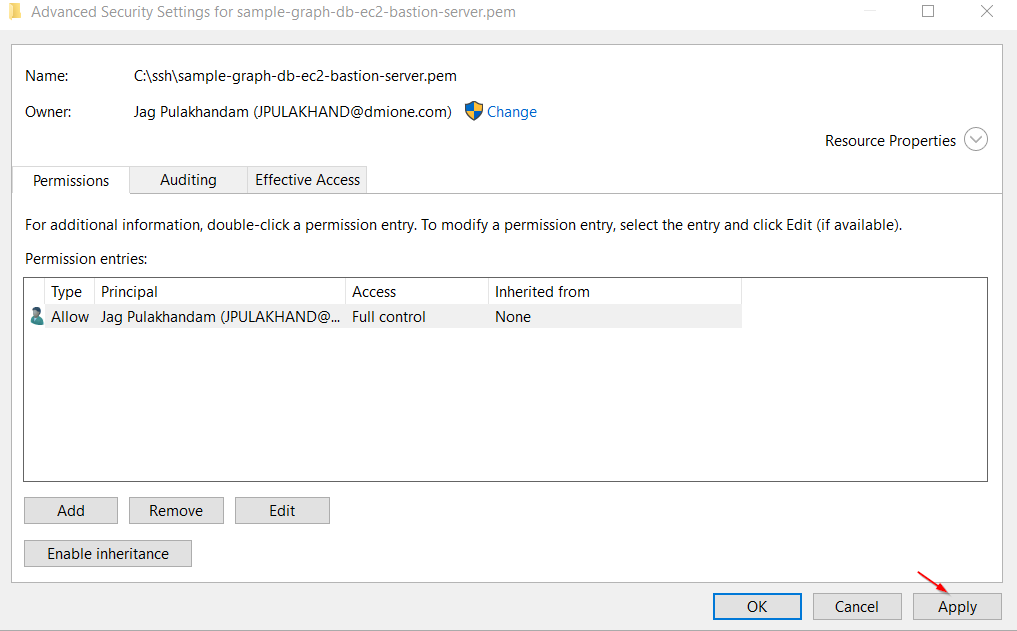 Advanced Security Settings for sample-graph-db-ec2-bastion-server.pem
Name: C:\ssh\sample-graph-db-ec2-bastion-server.pem
Owner: Jag Pulakhandam (JPULAKHAND@dmione.com) Change
Resource Properties
Permissions Auditing Effective Access
For additional information, double-click a permission entry. To modify a permission entry, select the entry and click Edit (if available).
Permission entries:
Type Principal Access Inherited from
Allow Jag Pulakhandam (JPULAKHAND@... Full control None
Add Remove Edit
Enable inheritance
OK Cancel Apply